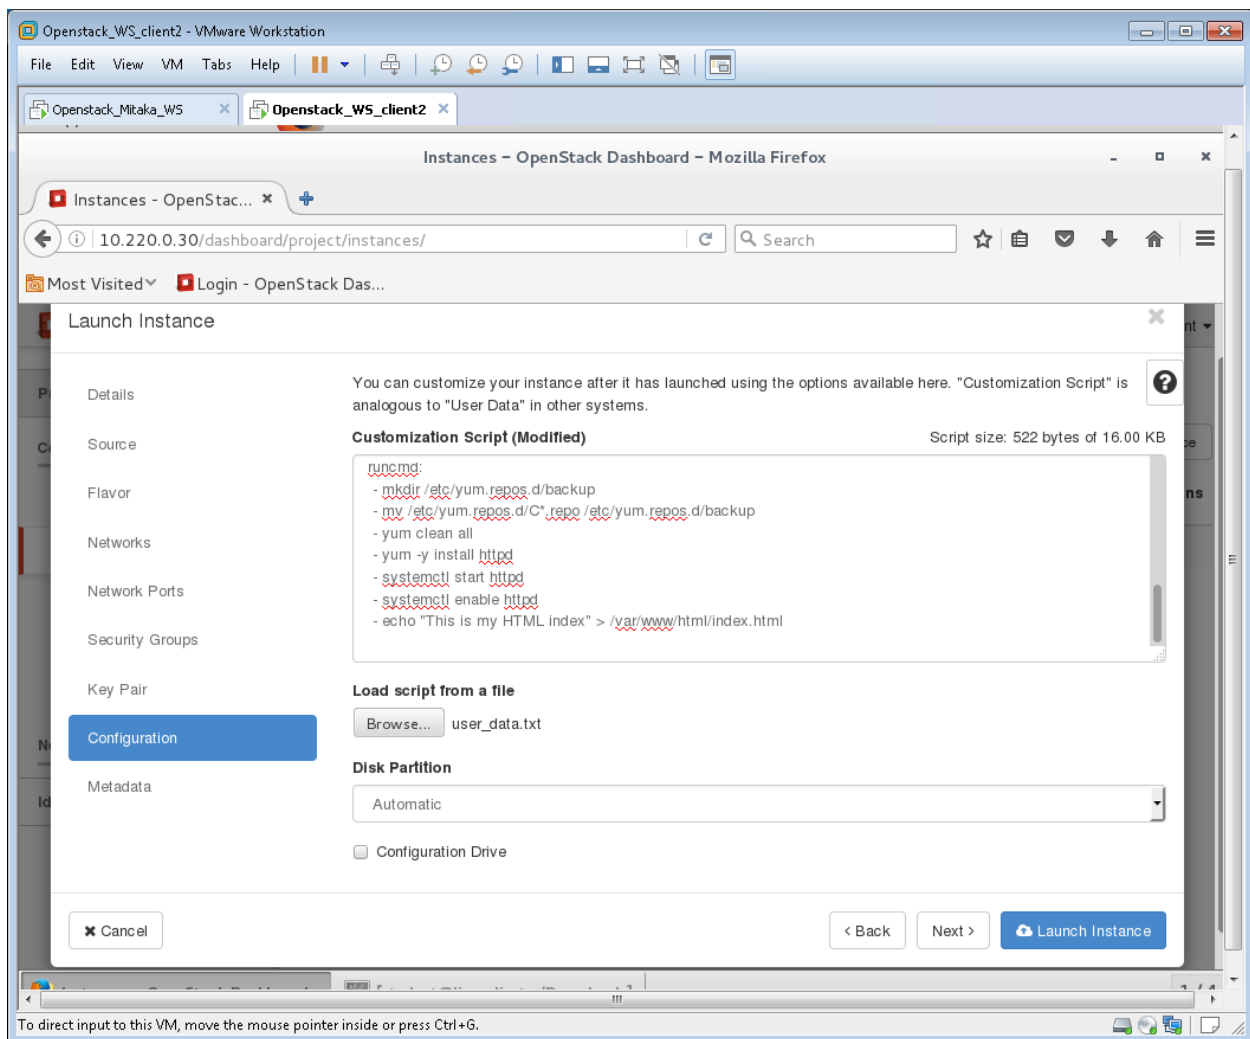 Openstack_WS_client2 - VMware Workstation
File Edit View VM Tabs Help
Openstack_Mitaka_WS
Openstack_WS_client2
Instances - OpenStack Dashboard - Mozilla Firefox
Instances - OpenStac...
10.220.0.30/dashboard/project/instances/
Search
Most Visited
Login - OpenStack Das...
Launch Instance
Details
Source
Flavor
Networks
Network Ports
Security Groups
Key Pair
Configuration
Metadata
You can customize your instance after it has launched using the options available here. "Customization Script" is
analogous to "User Data" in other systems.
Customization Script (Modified)
Script size: 522 bytes of 16.00 KB
runcmd:
- mkdir /etc/yum.repos.d/backup
- mv /etc/yum.repos.d/C*.repo /etc/yum.repos.d/backup
- yum clean all
- yum -y install httpd
- systemctl start httpd
- systemctl enable httpd
- echo "This is my HTML index" > /var/www/html/index.html
Load script from a file
Browse... user_data.txt
Disk Partition
Automatic
Configuration Drive
Cancel
< Back
Next >
Launch Instance
To direct input to this VM, move the mouse pointer inside or press Ctrl+G.